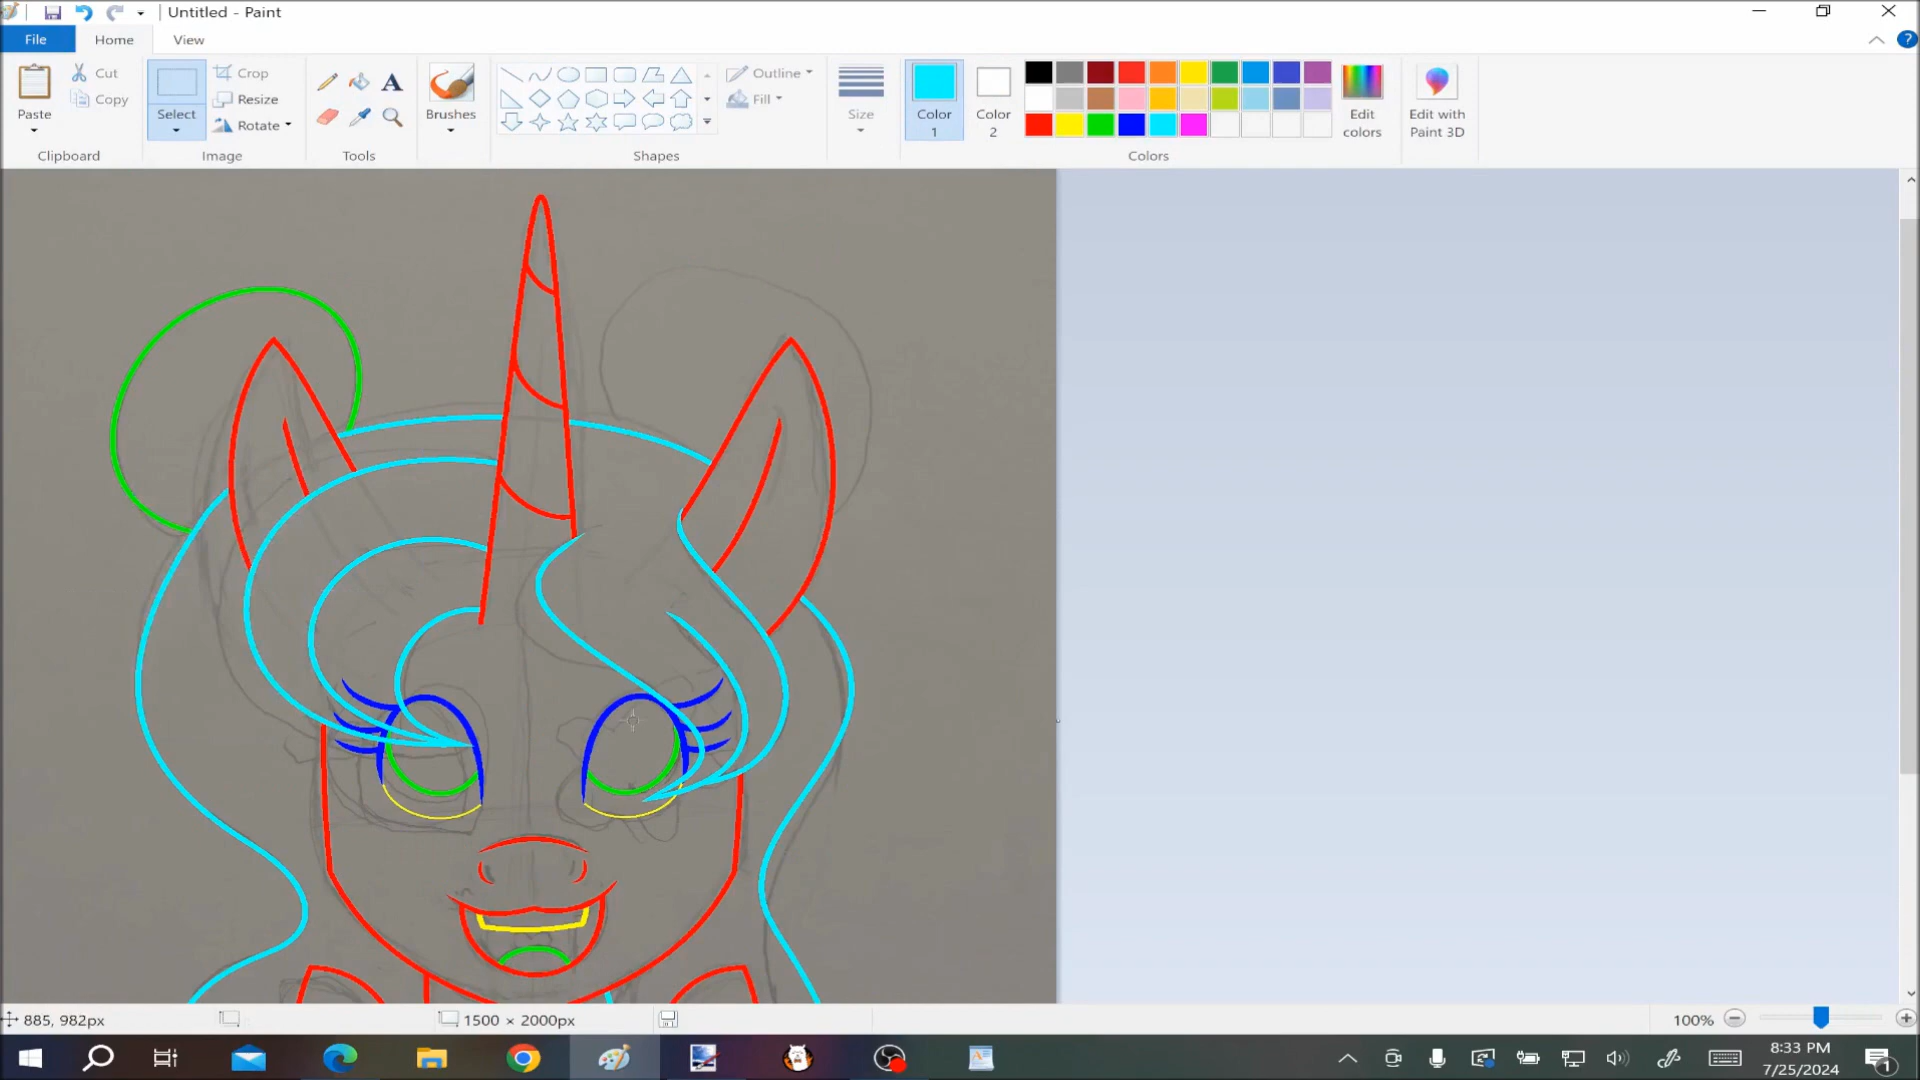 Untitled - Paint
File Home View
Paste
Cut
Copy
Clipboard
Select
Crop
Resize
Rotate
Image
A
Tools
Brushes
Shapes
Outline
Fill
Size
Color 1
Color 2
Edit colors
Edit with Paint 3D
Colors
885, 982px
1500 × 2000px
100%
8:33 PM
7/25/2024
1